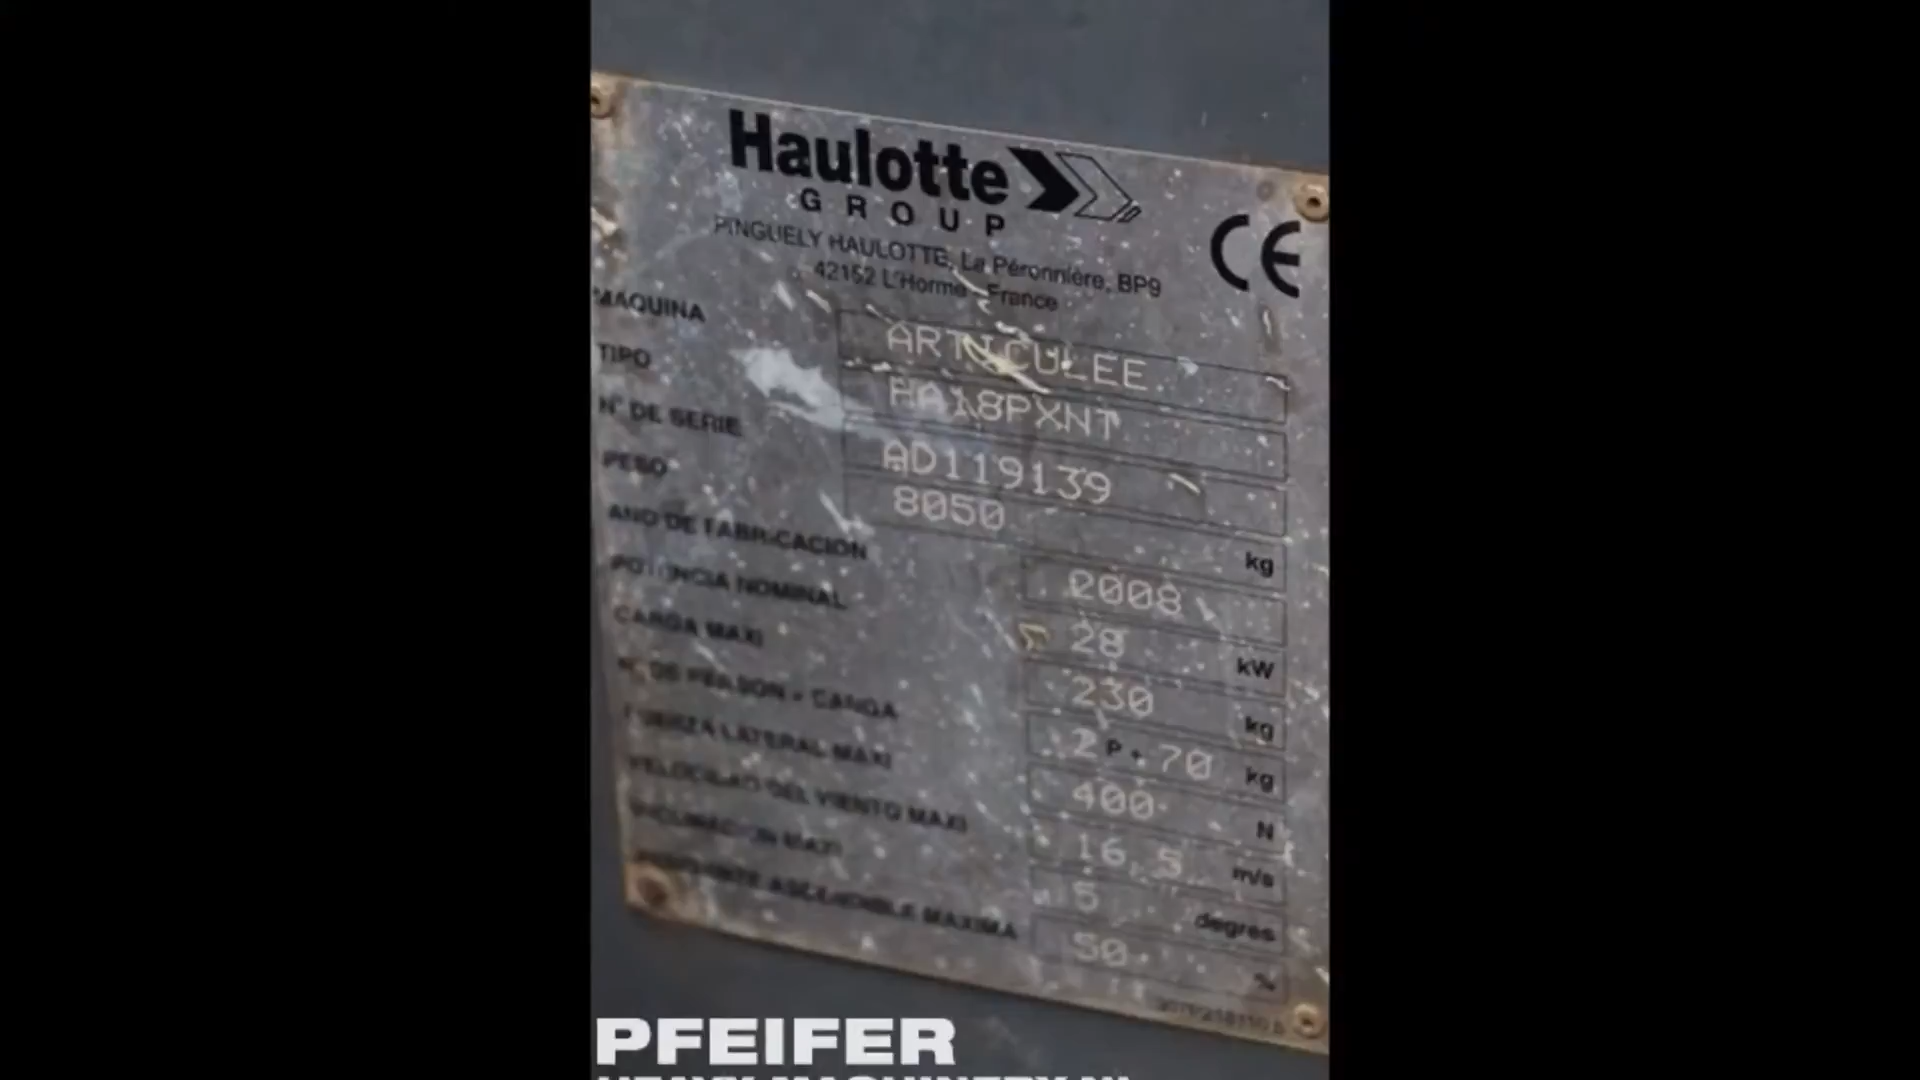 Haulotte
GROUP
PINGUELY HAULOTTE, La Péronnière, BP9
42152 L'Horme - France
CE
MAQUINA ARTICULEE
TIPO HA18PXNT
N° DE SERIE AD119139
PESO 8050 kg
ANO DE FABRICACION 2008
POTENCIA NOMINAL 28 kW
CARGA MAXI 230 kg
N° DE PERSON + CARGA 2 P + 70 kg
FUERZA LATERAL MAXI 400 N
VELOCIDAD DEL VIENTO MAXI 16,5 m/s
INCLINACION MAXI 5 degres
PENDIENTE ASCENDIBLE MAXIMA 50 %
PFEIFER
HEAVY MACHINERY.NL